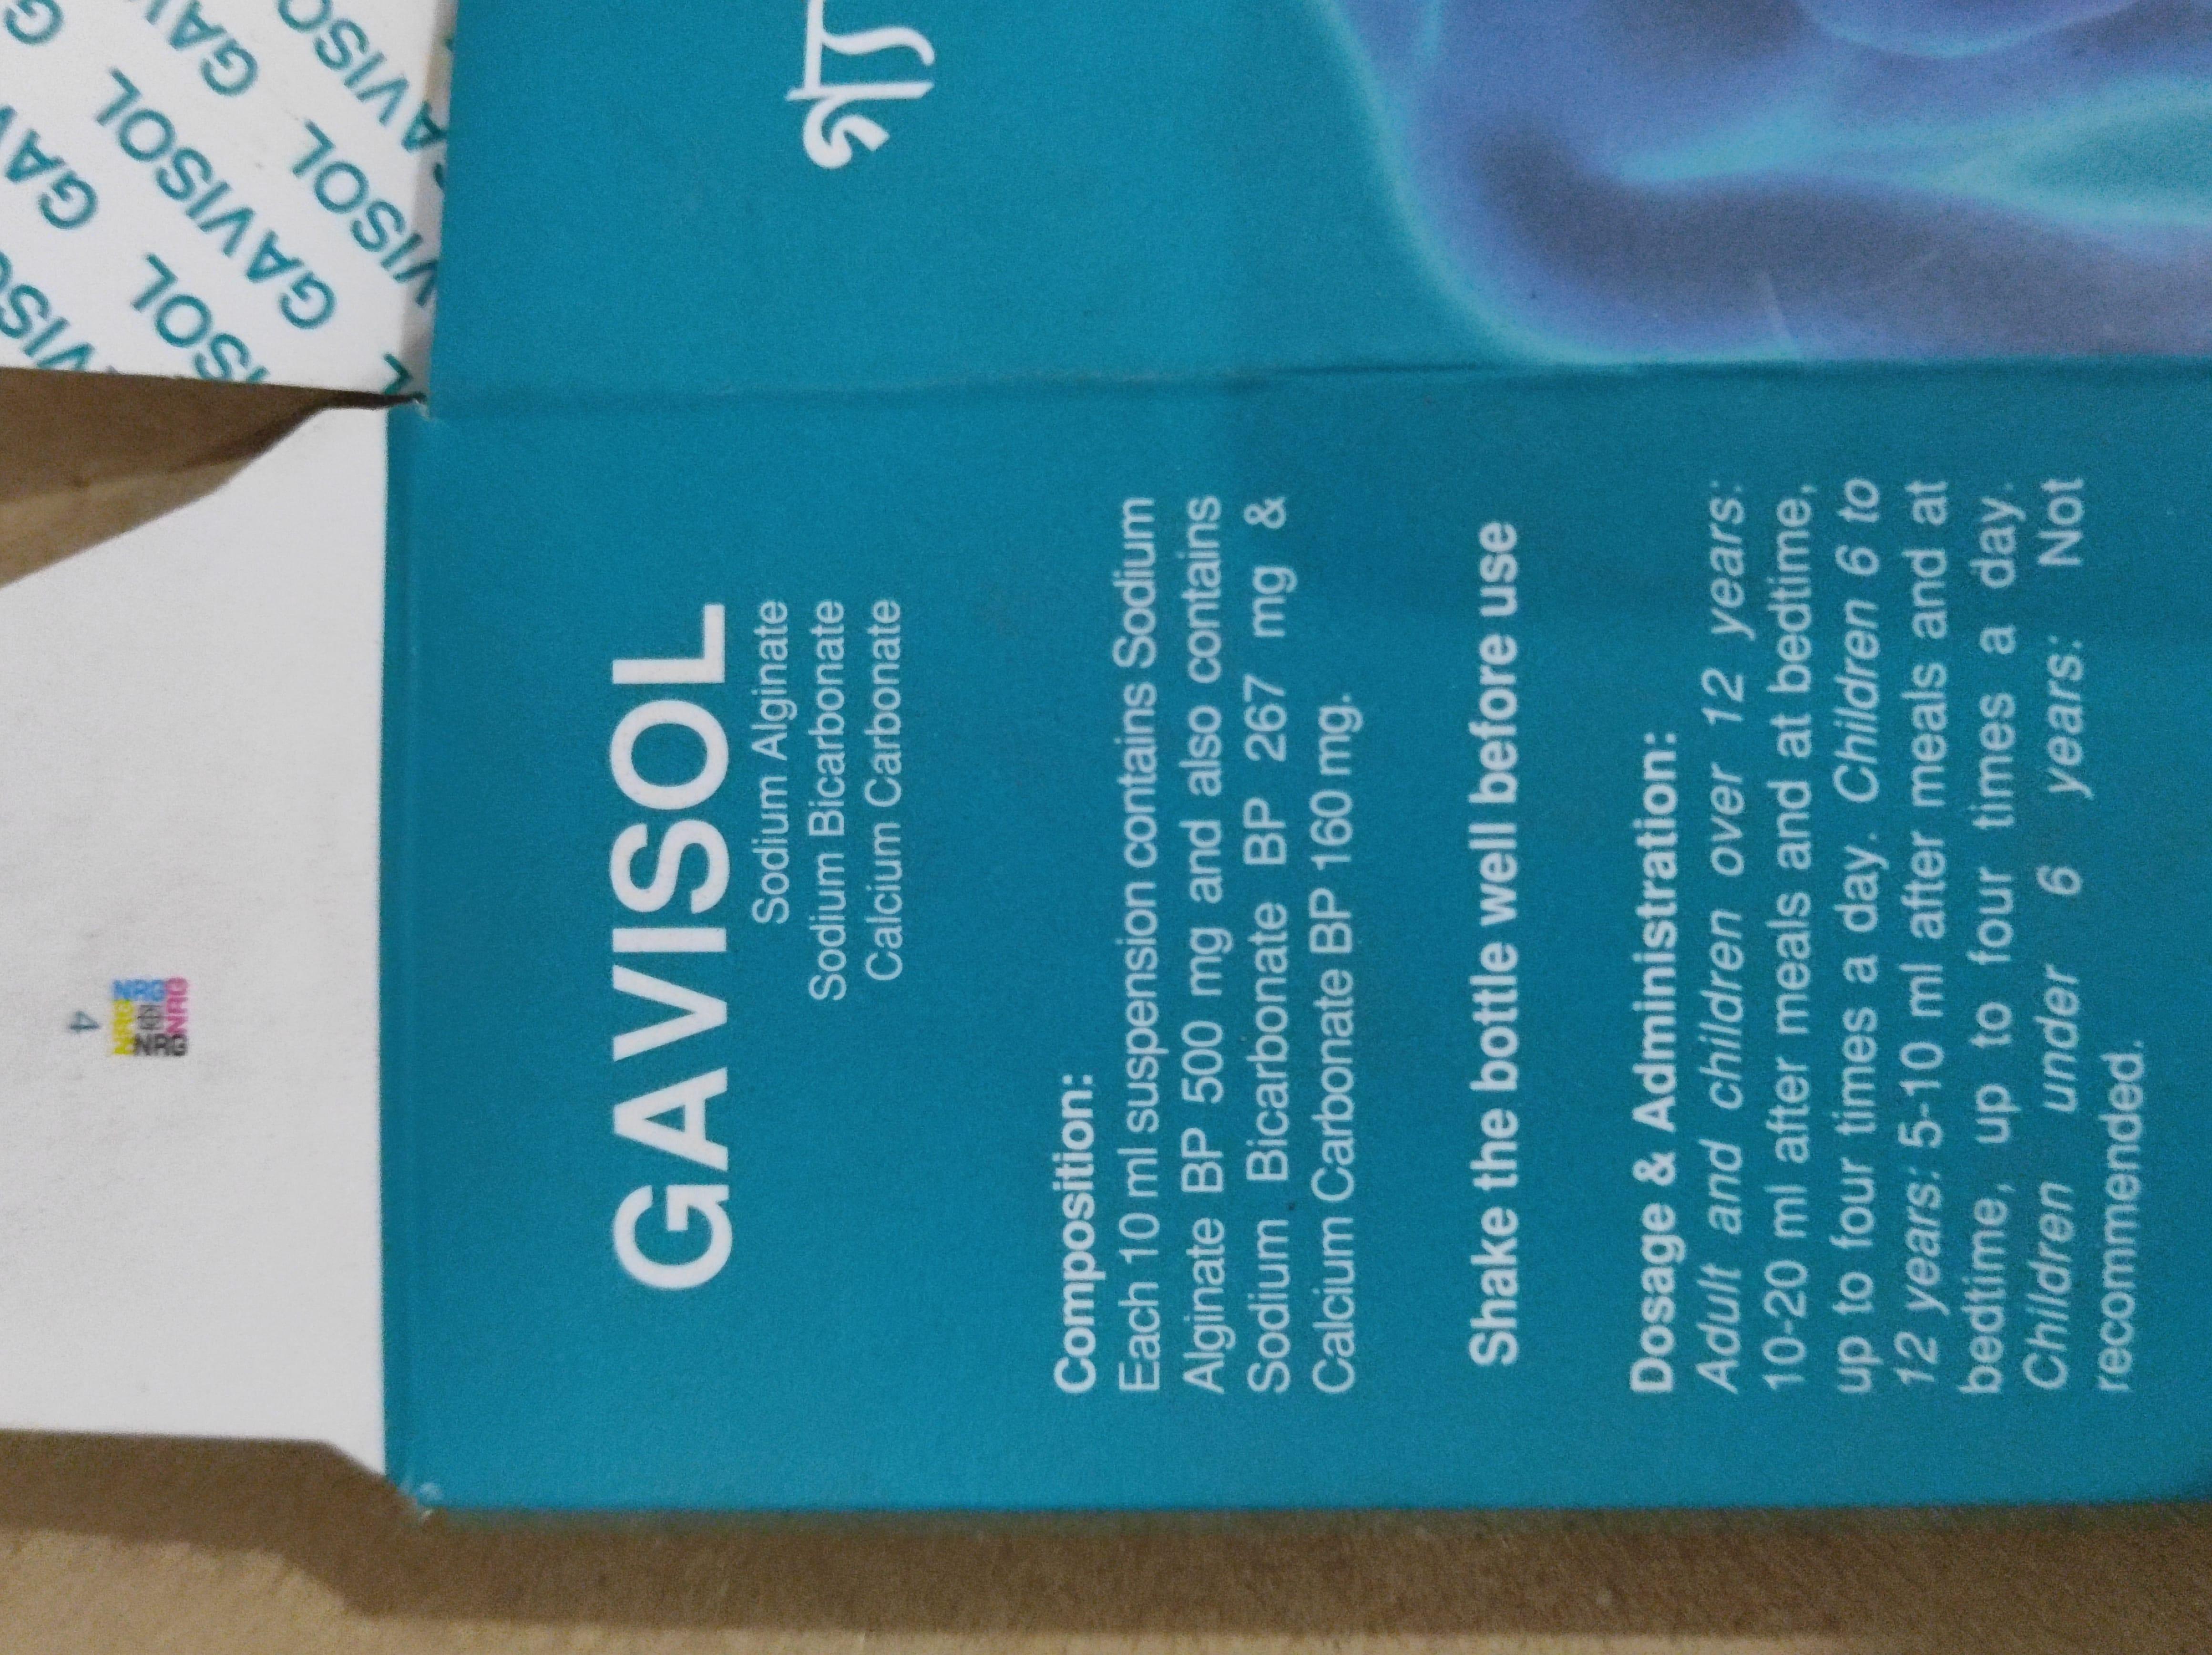 GAVISOL
Sodium Alginate
Sodium Bicarbonate
Calcium Carbonate
Composition:
Each 10 ml suspension contains Sodium
Alginate BP 500 mg and also contains
Sodium Bicarbonate BP 267 mg &
Calcium Carbonate BP 160 mg.
Shake the bottle well before use
Dosage & Administration:
Adult and children over 12 years:
10-20 ml after meals and at bedtime,
up to four times a day. Children 6 to
12 years: 5-10 ml after meals and at
bedtime, up to four times a day.
Children under 6 years: Not
recommended.
গ্যা
4
NRG
NRG NRG
NRG
GAVISOL
GAVISOL